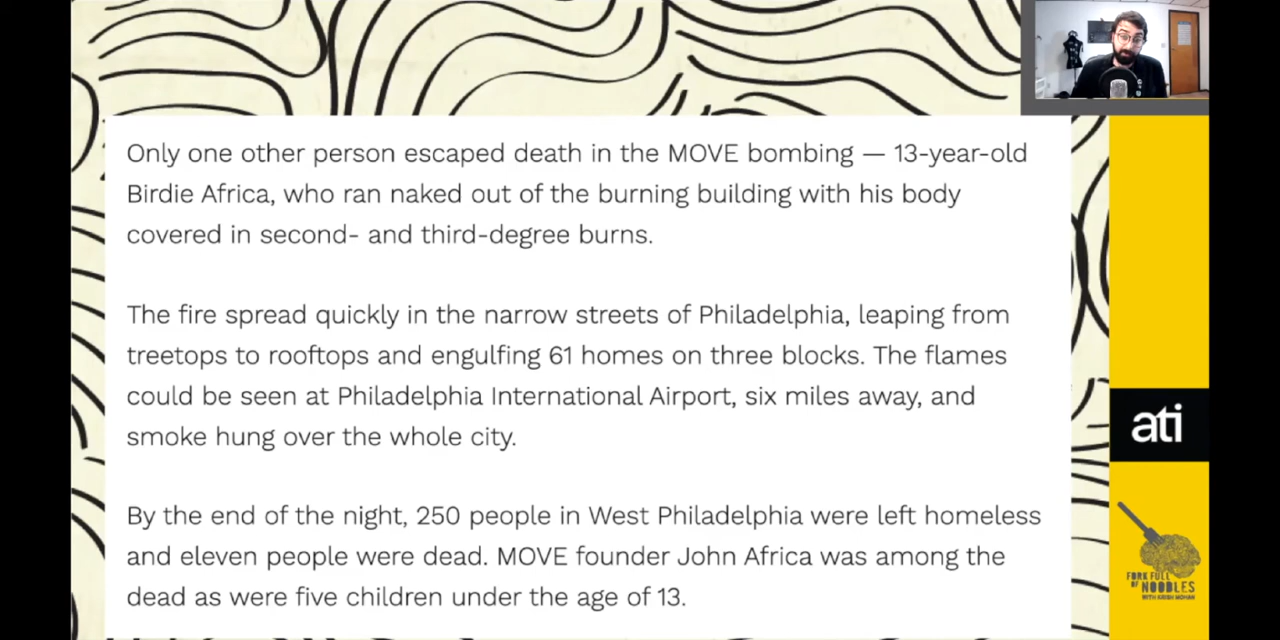 Only one other person escaped death in the MOVE bombing — 13-year-old
Birdie Africa, who ran naked out of the burning building with his body
covered in second- and third-degree burns.
The fire spread quickly in the narrow streets of Philadelphia, leaping from
treetops to rooftops and engulfing 61 homes on three blocks. The flames
could be seen at Philadelphia International Airport, six miles away, and
smoke hung over the whole city.
By the end of the night, 250 people in West Philadelphia were left homeless
and eleven people were dead. MOVE founder John Africa was among the
dead as were five children under the age of 13.
ati
FORK FULL
OF NOODLES
WITH KRISH MOHAN